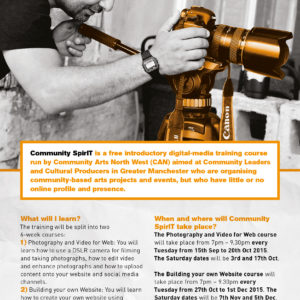 Canon
Community SpirIT is a free introductory digital-media training course
run by Community Arts North West (CAN) aimed at Community Leaders
and Cultural Producers in Greater Manchester who are organising
community-based arts projects and events, but who have little or no
online profile and presence.
What will I learn?
The training will be split into two
6-week courses:
1) Photography and Video for Web: You will
learn how to use a DSLR camera for filming
and taking photographs, how to edit video
and enhance photographs and how to upload
content onto your website and social media
channels.
2) Building your own Website: You will learn
how to create your own website using
When and where will Community
SpirIT take place?
The Photography and Video for Web course
will take place from 7pm – 9.30pm every
Tuesday from 15th Sep to 20th Oct 2015.
The Saturday dates will be 3rd and 17th Oct.
The Building your own Website course will
take place from 7pm – 9.30pm every
Tuesday from 27th Oct to 1st Dec 2015. The
Saturday dates will be 7th Nov and 5th Dec.